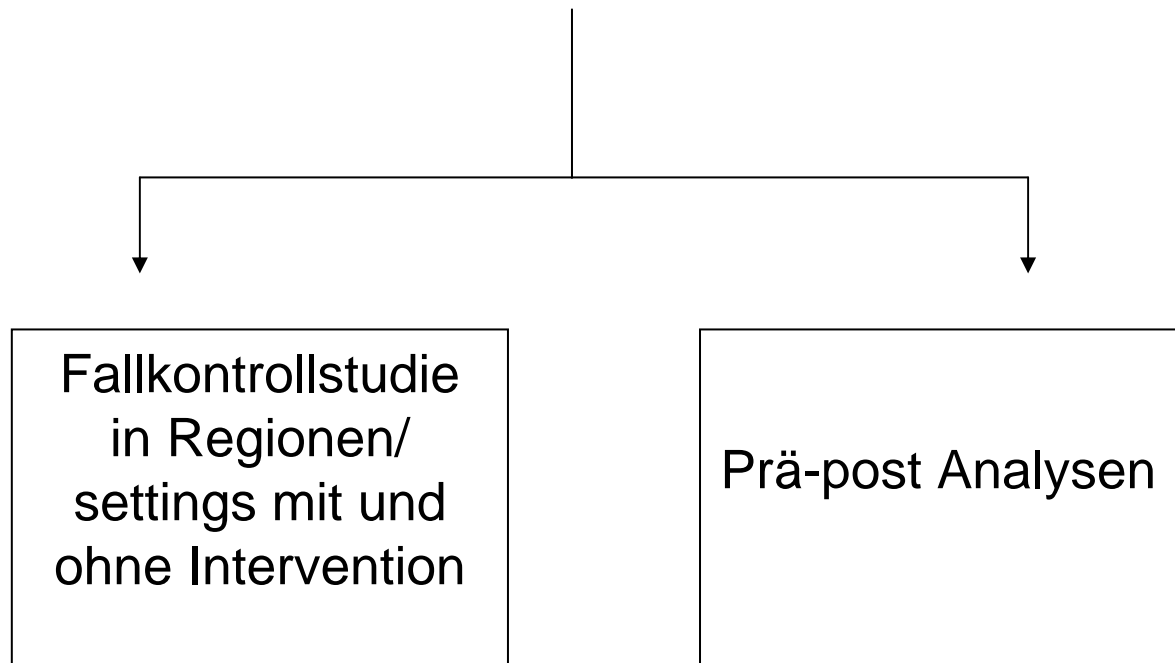 Fallkontrollstudie
in Regionen/
settings mit und
ohne Intervention
Prä-post Analysen